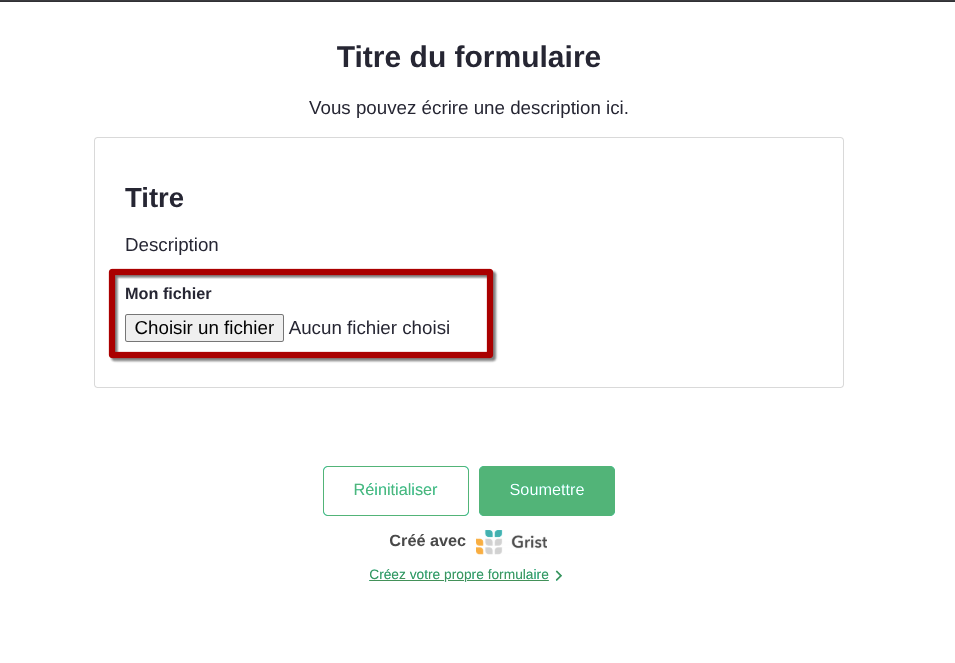 Titre du formulaire
Vous pouvez écrire une description ici.
Titre
Description
Mon fichier
Choisir un fichier Aucun fichier choisi
Réinitialiser Soumettre
Créé avec Grist
Créez votre propre formulaire